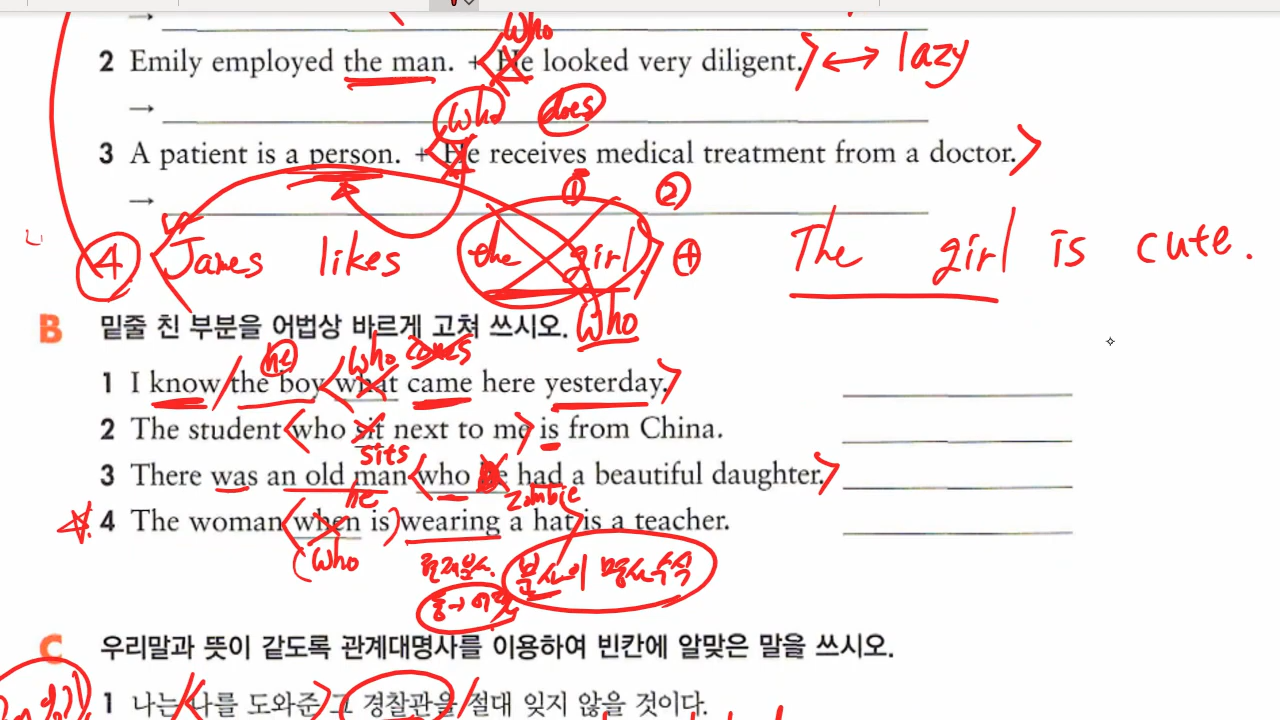 who
2 Emily employed the man. + He looked very diligent. ↔ lazy
→
who does
3 A patient is a person. + He receives medical treatment from a doctor.
→
① ②
④ James likes the girl ⊕ The girl is cute.
who
B 밑줄 친 부분을 어법상 바르게 고쳐 쓰시오.
he who comes
1 I know the boy what came here yesterday.
2 The student who sit next to me is from China.
sits
3 There was an old man who he had a beautiful daughter.
he zombie
☆ 4 The woman when is wearing a hat is a teacher.
who 현재분사. 분사의 명사수식
C 우리말과 뜻이 같도록 관계대명사를 이용하여 빈칸에 알맞은 말을 쓰시오.
1 나는 나를 도와준 그 경찰관을 절대 잊지 않을 것이다.